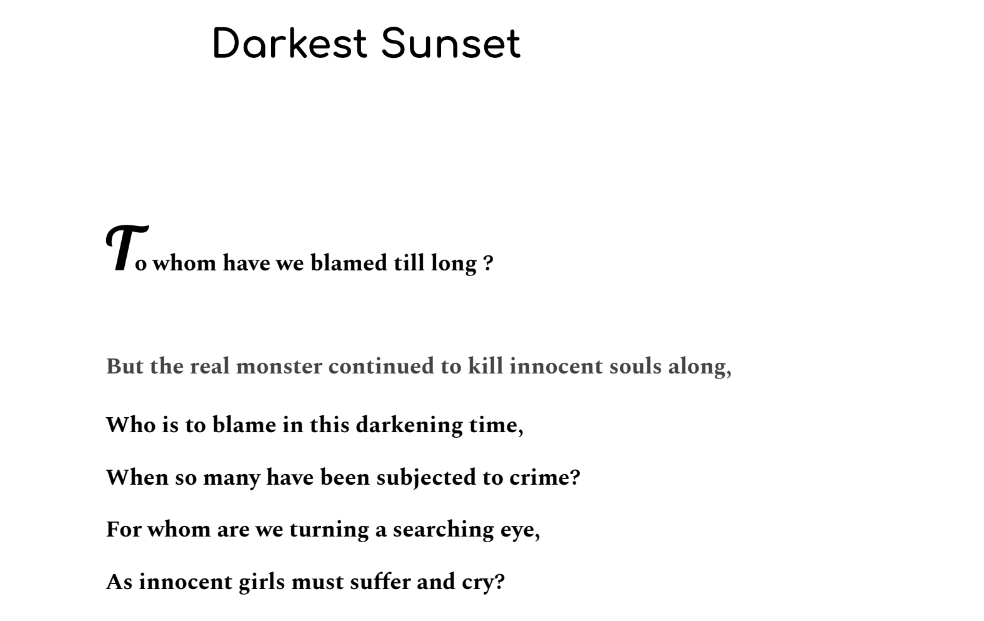 Darkest Sunset
To whom have we blamed till long ?
But the real monster continued to kill innocent souls along,
Who is to blame in this darkening time,
When so many have been subjected to crime?
For whom are we turning a searching eye,
As innocent girls must suffer and cry?